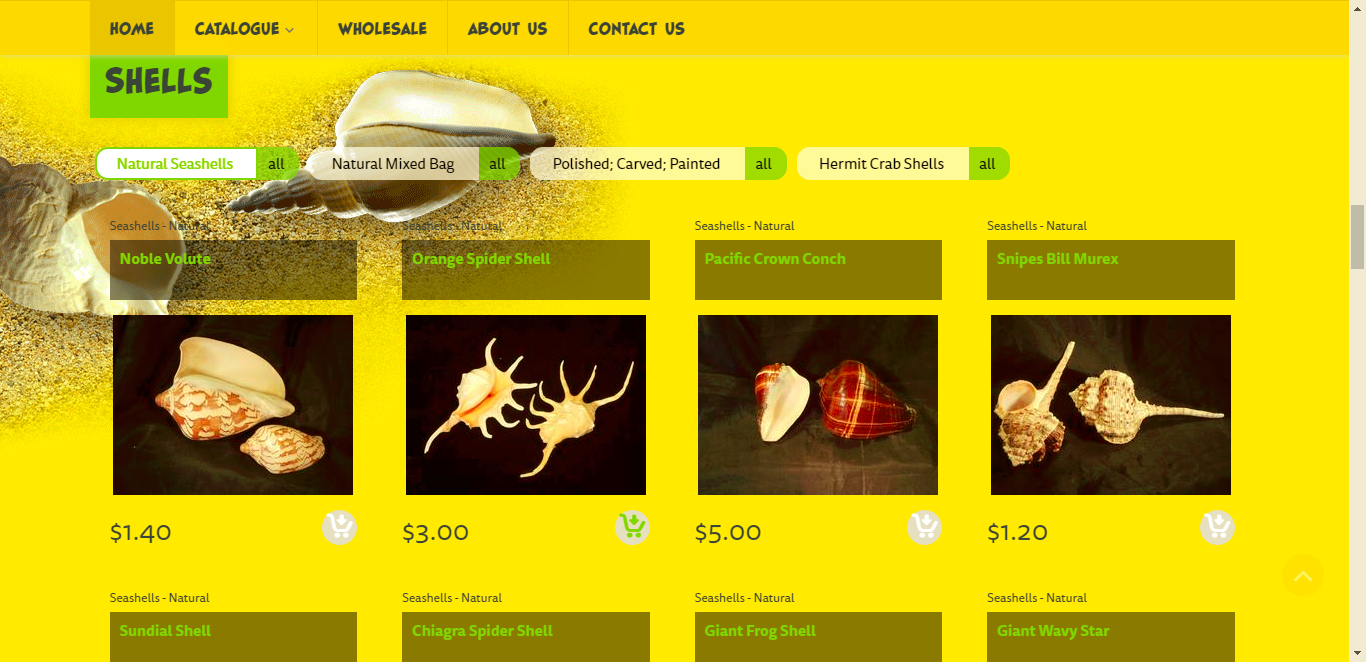 HOME CATALOGUE WHOLESALE ABOUT US CONTACT US
SHELLS
Natural Seashells all Natural Mixed Bag all Polished; Carved; Painted all Hermit Crab Shells all
Seashells - Natural Seashells - Natural Seashells - Natural Seashells - Natural
Noble Volute Orange Spider Shell Pacific Crown Conch Snipes Bill Murex
$1.40 $3.00 $5.00 $1.20
Seashells - Natural Seashells - Natural Seashells - Natural Seashells - Natural
Sundial Shell Chiagra Spider Shell Giant Frog Shell Giant Wavy Star